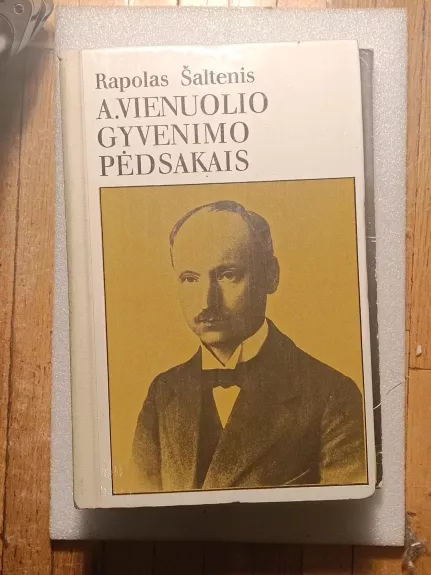 Rapolas Šaltenis
A.VIENUOLIO
GYVENIMO
PĖDSAKAIS